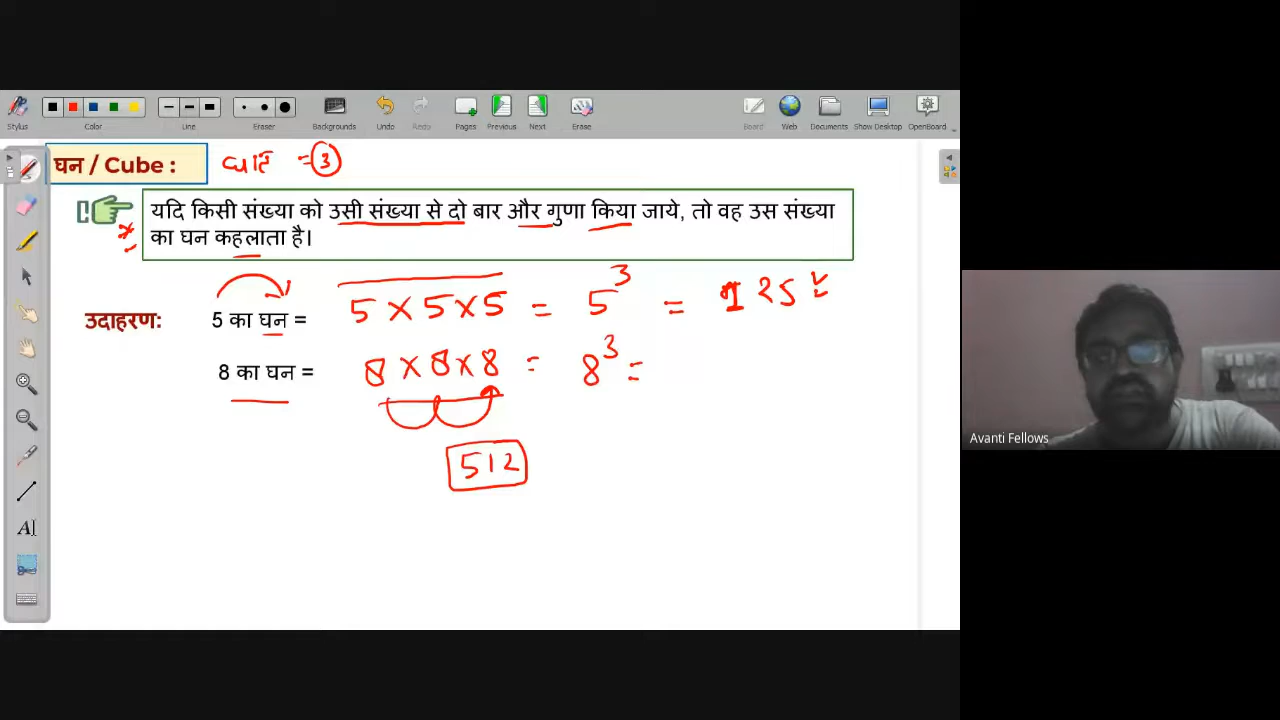 Stylus
Color
Line
Eraser
Backgrounds
Undo
Redo
Pages
Previous
Next
Erase
Board
Web
Documents
Show Desktop
OpenBoard
घन / Cube :
= 3
यदि किसी संख्या को उसी संख्या से दो बार और गुणा किया जाये, तो वह उस संख्या
का घन कहलाता है।
उदाहरण: 5 का घन = 5 × 5 × 5 = 5³ = 125
8 का घन = 8 × 8 × 8 = 8³ =
512
Avanti Fellows